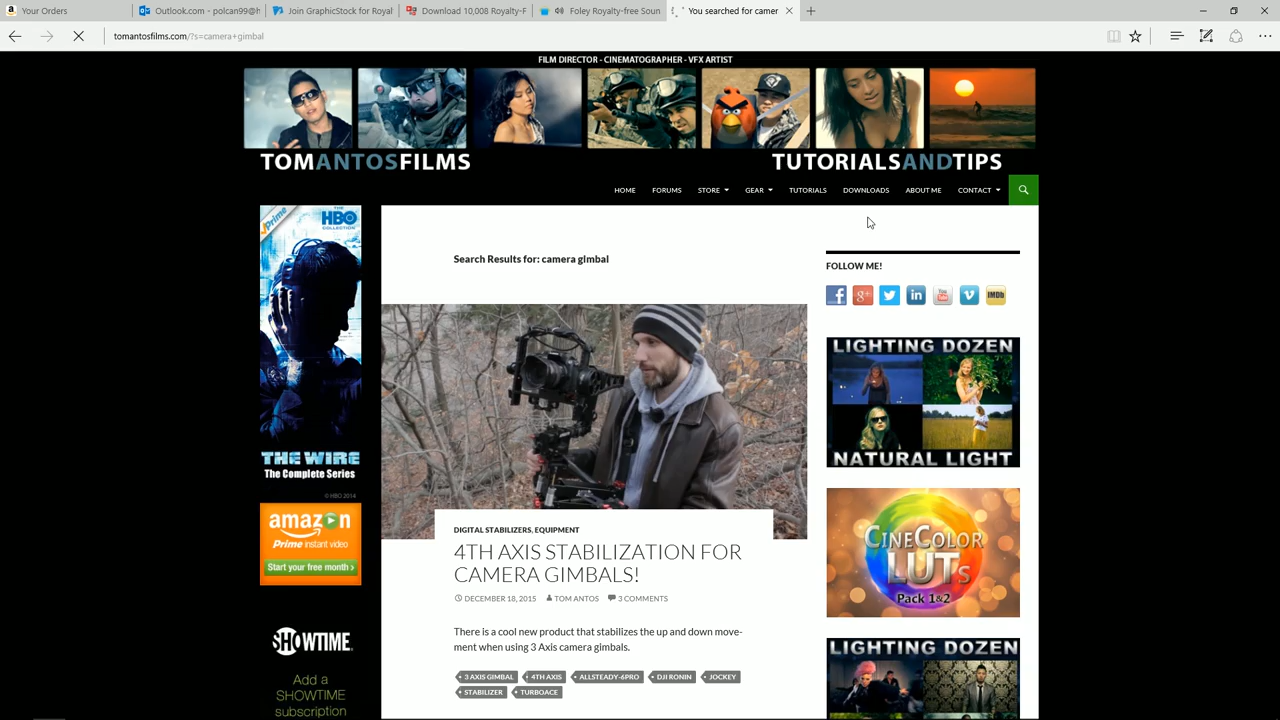 Your Orders
Outlook.com - polcan99@h
Join GraphicStock for Royal
Download 10,008 Royalty-F
Foley Royalty-free Soun
You searched for camer
tomantosfilms.com/?s=camera+gimbal
FILM DIRECTOR - CINEMATOGRAPHER - VFX ARTIST
TOMANTOSFILMS
TUTORIALSANDTIPS
HOME
FORUMS
STORE
GEAR
TUTORIALS
DOWNLOADS
ABOUT ME
CONTACT
Prime
THE HBO COLLECTION
THE WIRE
The Complete Series
© HBO 2014
amazon
Prime instant video
Start your free month ›
SHOWTIME.
Add a
SHOWTIME
subscription
Search Results for: camera gimbal
DIGITAL STABILIZERS, EQUIPMENT
4TH AXIS STABILIZATION FOR
CAMERA GIMBALS!
DECEMBER 18, 2015
TOM ANTOS
3 COMMENTS
There is a cool new product that stabilizes the up and down move-
ment when using 3 Axis camera gimbals.
3 AXIS GIMBAL
4TH AXIS
ALLSTEADY-6PRO
DJI RONIN
JOCKEY
STABILIZER
TURBOACE
FOLLOW ME!
f
g+
in
You Tube
v
IMDb
LIGHTING DOZEN
NATURAL LIGHT
CINECOLOR
LUTs
Pack 1&2
LIGHTING DOZEN